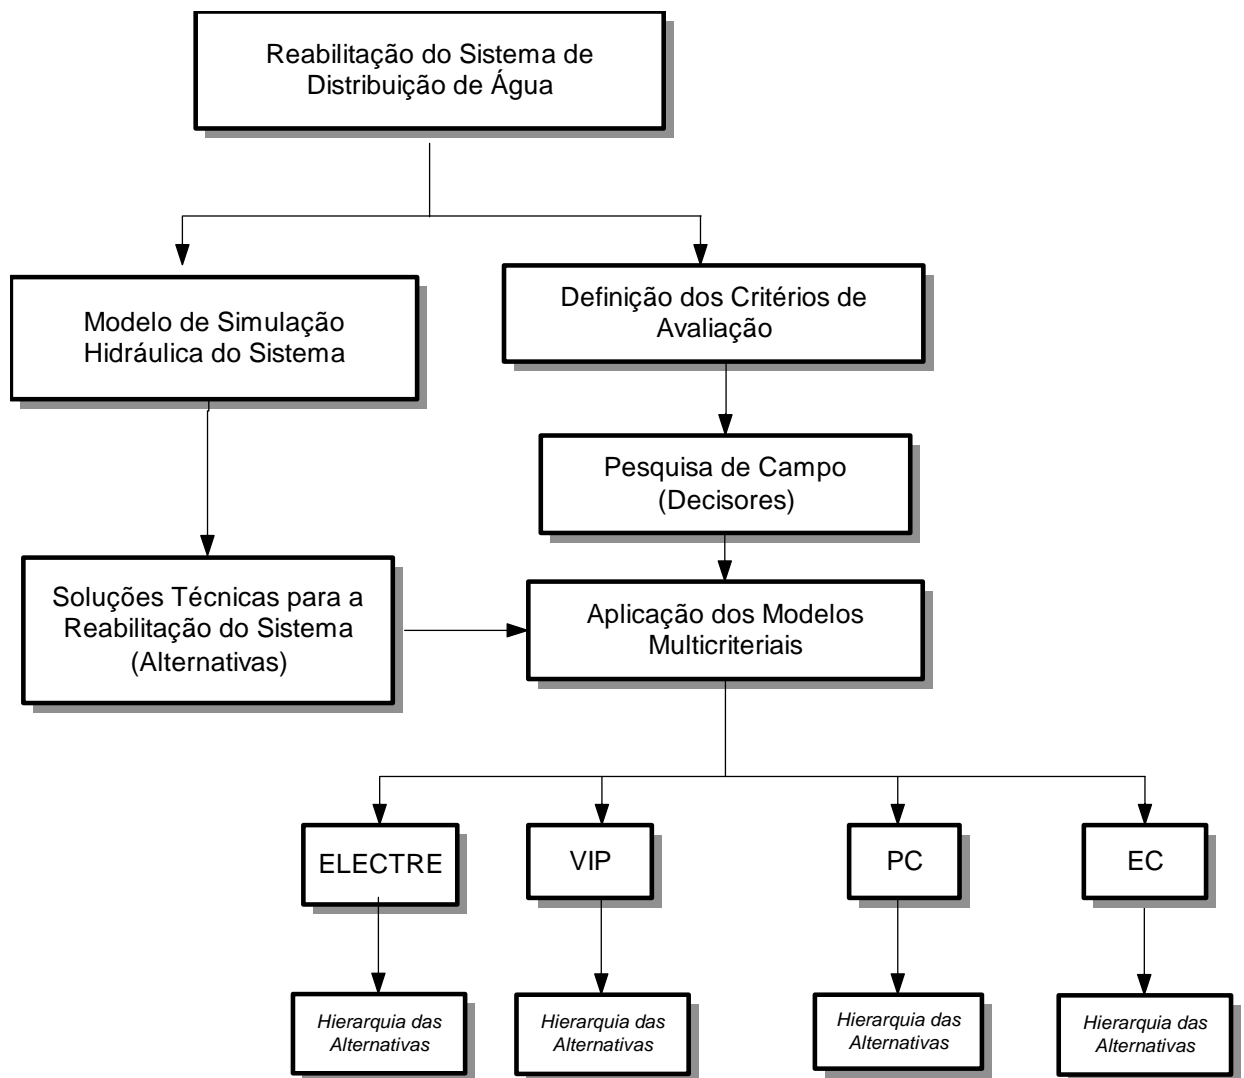 Reabilitação do Sistema de
Distribuição de Água
Modelo de Simulação
Hidráulica do Sistema
Definição dos Critérios de
Avaliação
Pesquisa de Campo
(Decisores)
Soluções Técnicas para a
Reabilitação do Sistema
(Alternativas)
Aplicação dos Modelos
Multicriteriais
ELECTRE
VIP
PC
EC
Hierarquia das
Alternativas
Hierarquia das
Alternativas
Hierarquia das
Alternativas
Hierarquia das
Alternativas